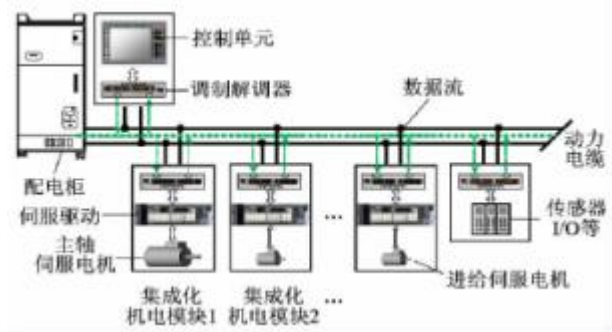 控制单元
调制解调器
数据流
动力
电缆
配电柜
伺服驱动
主轴
伺服电机
...
传感器
I/O等
进给伺服电机
集成化
机电模块1
集成化
机电模块2
...